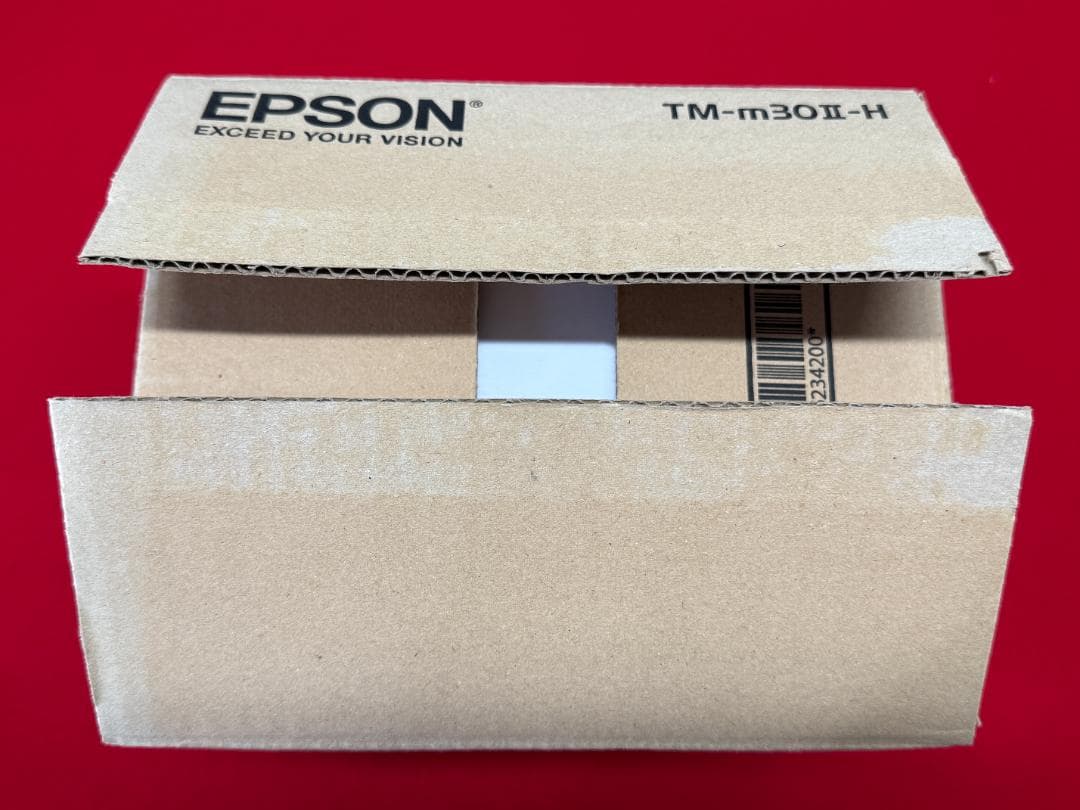 EPSON®
EXCEED YOUR VISION
TM-m30Ⅱ-H
234200*